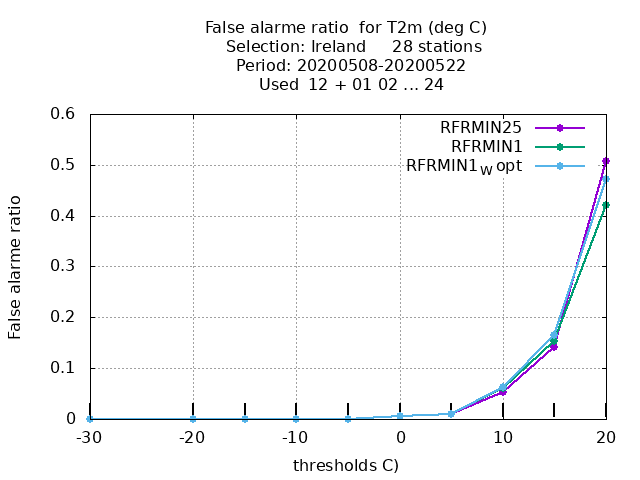 False alarme ratio  for T2m (deg C)
Selection: Ireland     28 stations
Period: 20200508-20200522
Used  12 + 01 02 ... 24
RFRMIN25
RFRMIN1
RFRMIN1W opt
False alarme ratio
0.6
0.5
0.4
0.3
0.2
0.1
0
-30 -20 -10 0 10 20
thresholds C)